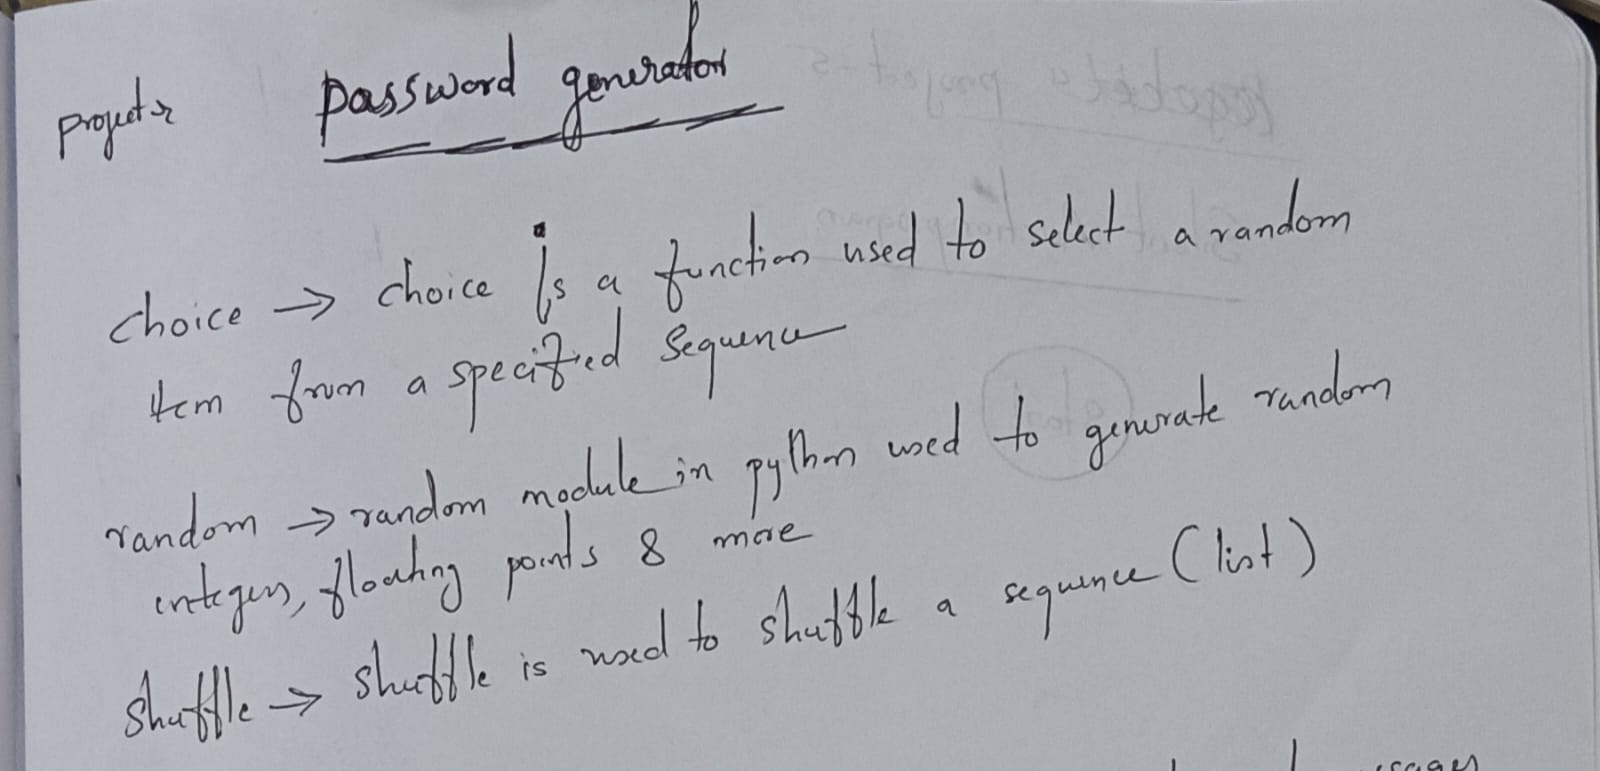 project:- password generator
choice → choice is a function used to select a random
item from a specified sequence
random → random module in python used to generate random
integers, floating points & more
shuffle → shuffle is used to shuffle a sequence (list)